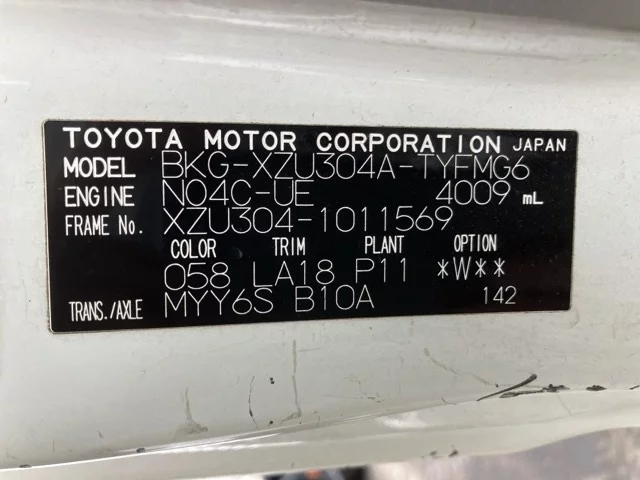 TOYOTA MOTOR CORPORATION JAPAN
MODEL BKG-XZU304A-TYFMG6
ENGINE N04C-UE 4009 mL
FRAME No. XZU304-1011569
COLOR TRIM PLANT OPTION
058 LA18 P11 *W**
TRANS./AXLE MYY6S B10A 142